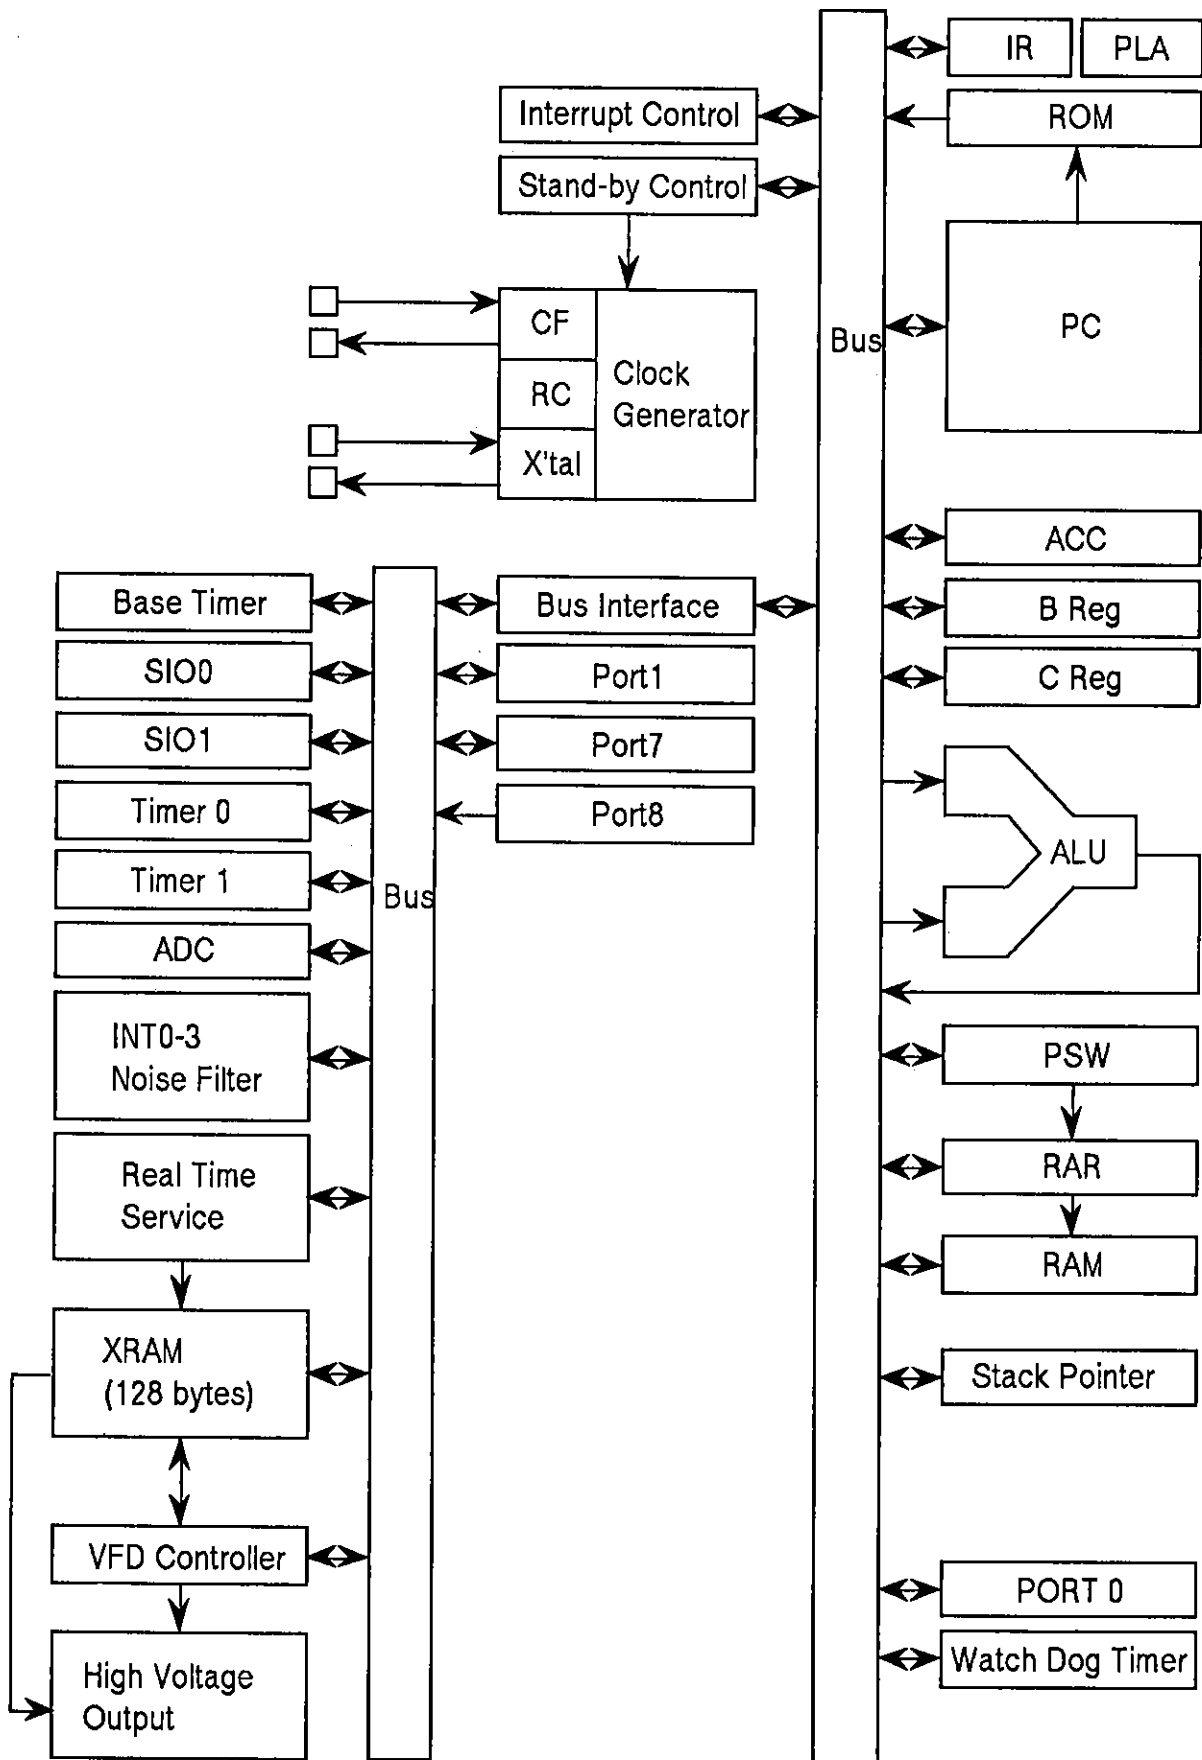 IR
PLA
Interrupt Control
ROM
Stand-by Control
CF
RC
X'tal
Clock
Generator
Bus
PC
ACC
Base Timer
Bus Interface
B Reg
SIO0
Port1
C Reg
SIO1
Port7
Timer 0
Port8
ALU
Timer 1
Bus
ADC
INT0-3
Noise Filter
PSW
Real Time
Service
RAR
RAM
XRAM
(128 bytes)
Stack Pointer
VFD Controller
PORT 0
High Voltage
Output
Watch Dog Timer